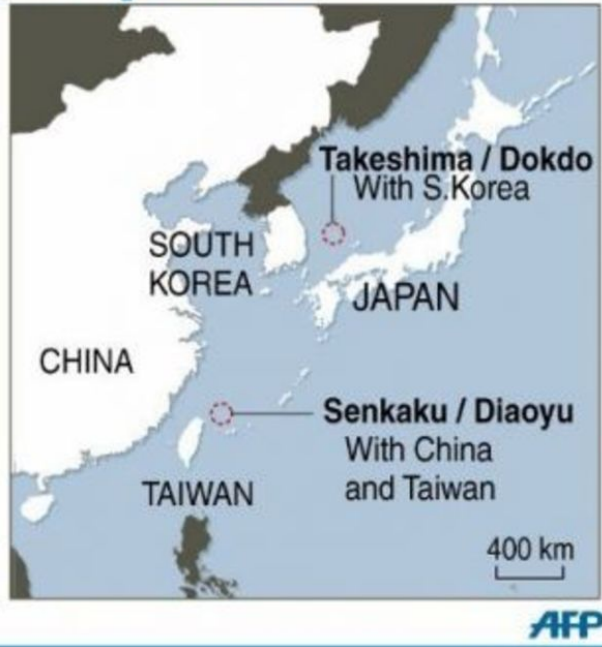 Takeshima / Dokdo
With S.Korea
SOUTH
KOREA
JAPAN
CHINA
Senkaku / Diaoyu
With China
and Taiwan
TAIWAN
400 km
AFP